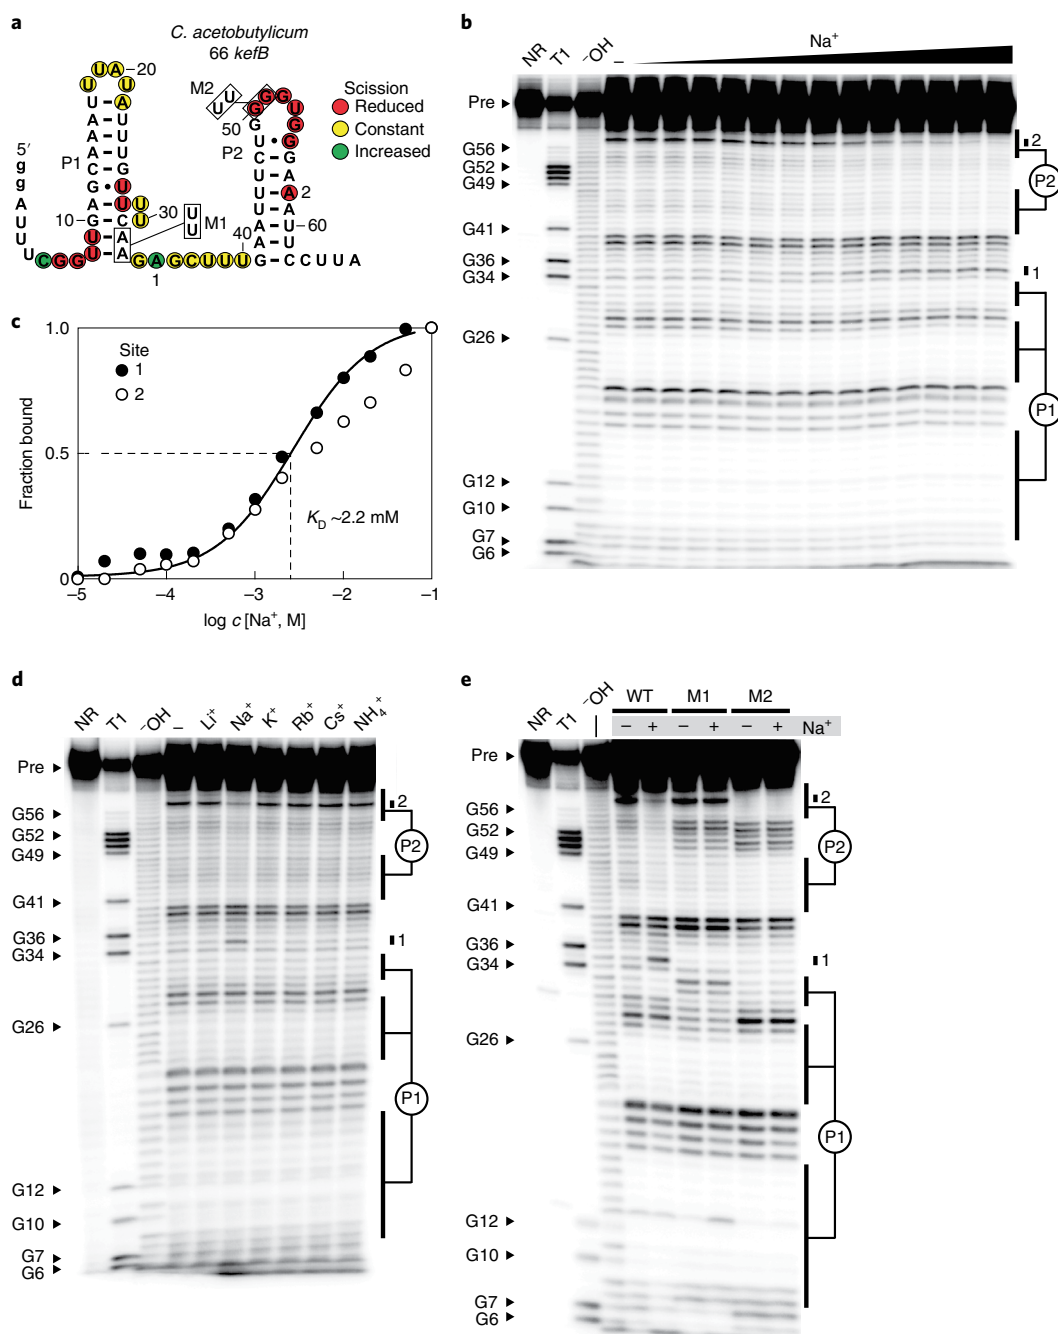 a
C. acetobutylicum
66 kefB
Scission
Reduced
Constant
Increased
M2
U U
50
P2
P1
20
10
30
M1
U U
40
60
2
1
5′
g g A U U U C G G U U
G A G C G A A A U U U A U A U U U G U U C A A
U U
G A G C U U U G
A A U U U C U G G G G U G G G A A U U C C U U A
b
NR T1 –OH – Na+
Pre
G56
G52
G49
G41
G36
G34
G26
G12
G10
G7
G6
2
P2
1
P1
c
Fraction bound
1.0
0.5
0
Site
1
2
KD ~2.2 mM
–5 –4 –3 –2 –1
log c [Na+, M]
d
NR T1 –OH – Li+ Na+ K+ Rb+ Cs+ NH4+
Pre
G56
G52
G49
G41
G36
G34
G26
G12
G10
G7
G6
2
P2
1
P1
e
NR T1 –OH WT M1 M2
– + – + – + Na+
Pre
G56
G52
G49
G41
G36
G34
G26
G12
G10
G7
G6
2
P2
1
P1